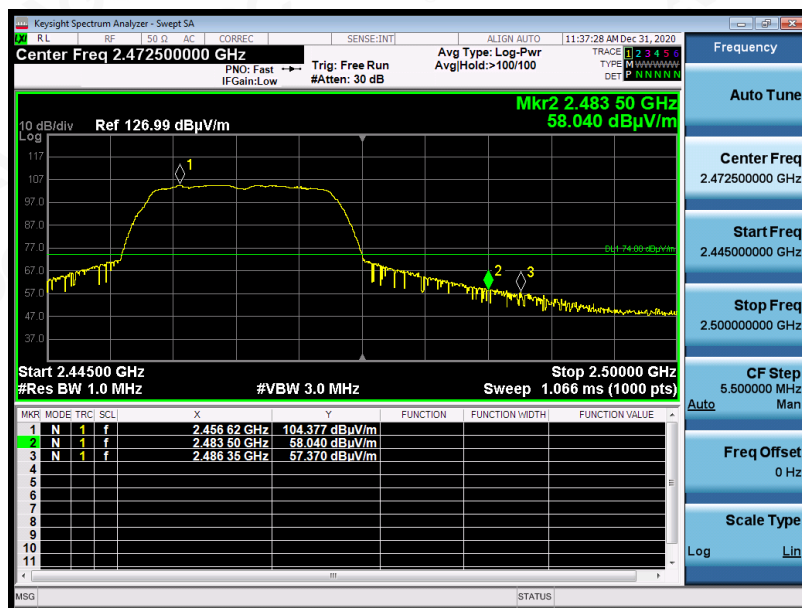 Keysight Spectrum Analyzer - Swept SA
RL RF 50 Ω AC CORREC SENSE:INT ALIGN AUTO 11:37:28 AM Dec 31, 2020
Center Freq 2.472500000 GHz
PNO: Fast
IFGain:Low
Trig: Free Run
#Atten: 30 dB
Avg Type: Log-Pwr
Avg|Hold:>100/100
TRACE 1 2 3 4 5 6
TYPE M WWWWW
DET P N N N N N
Mkr2 2.483 50 GHz
58.040 dBµV/m
10 dB/div Ref 126.99 dBµV/m
Log
117
107
97.0
87.0
77.0
67.0
57.0
47.0
37.0
1
DL1 74.00 dBµV/m
2
3
Start 2.44500 GHz Stop 2.50000 GHz
#Res BW 1.0 MHz #VBW 3.0 MHz Sweep 1.066 ms (1000 pts)
MKR MODE TRC SCL X Y FUNCTION FUNCTION WIDTH FUNCTION VALUE
1 N 1 f 2.456 62 GHz 104.377 dBµV/m
2 N 1 f 2.483 50 GHz 58.040 dBµV/m
3 N 1 f 2.486 35 GHz 57.370 dBµV/m
4
5
6
7
8
9
10
11
MSG STATUS
Frequency
Auto Tune
Center Freq
2.472500000 GHz
Start Freq
2.445000000 GHz
Stop Freq
2.500000000 GHz
CF Step
5.500000 MHz
Auto Man
Freq Offset
0 Hz
Scale Type
Log Lin